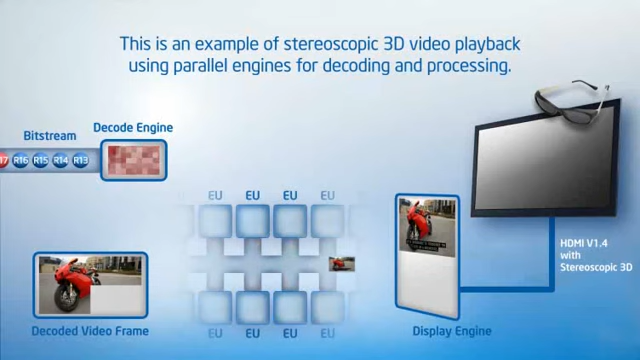 This is an example of stereoscopic 3D video playback
using parallel engines for decoding and processing.
Bitstream
Decode Engine
17 R16 R15 R14 R13
EU EU EU EU
HDMI V1.4
with
Stereoscopic 3D
Decoded Video Frame
EU EU EU EU
Display Engine